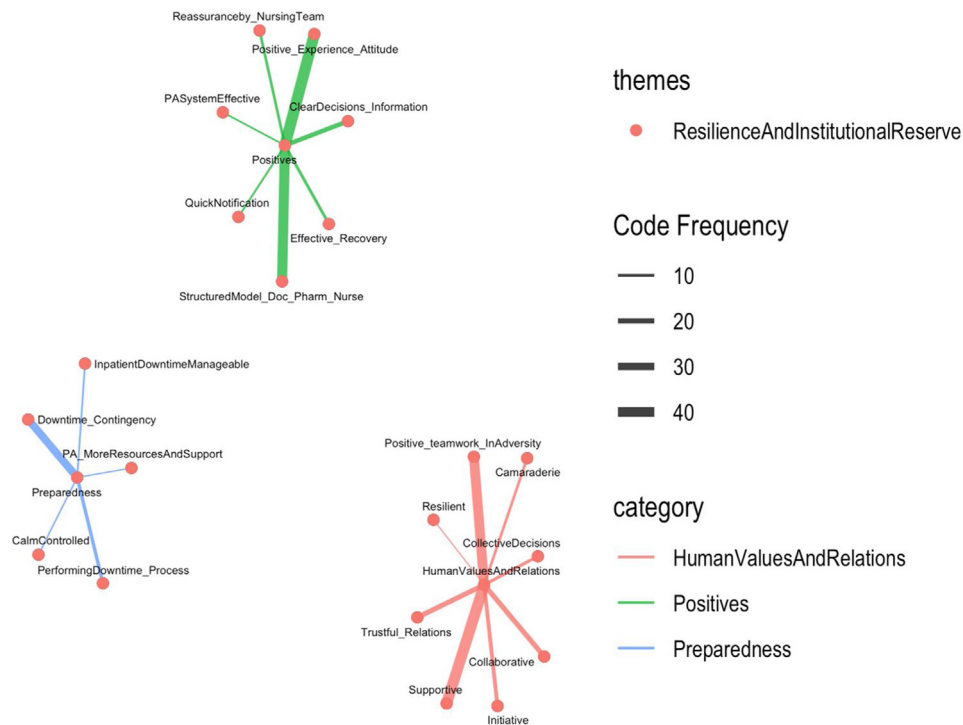 Reassuranceby_NursingTeam
Positive_Experience_Attitude
PASystemEffective
ClearDecisions_Information
Positives
QuickNotification
Effective_Recovery
StructuredModel_Doc_Pharm_Nurse
InpatientDowntimeManageable
Downtime_Contingency
PA_MoreResourcesAndSupport
Preparedness
CalmControlled
PerformingDowntime_Process
Positive_teamwork_InAdversity
Camaraderie
Resilient
CollectiveDecisions
HumanValuesAndRelations
Trustful_Relations
Collaborative
Supportive
Initiative
themes
ResilienceAndInstitutionalReserve
Code Frequency
10
20
30
40
category
HumanValuesAndRelations
Positives
Preparedness